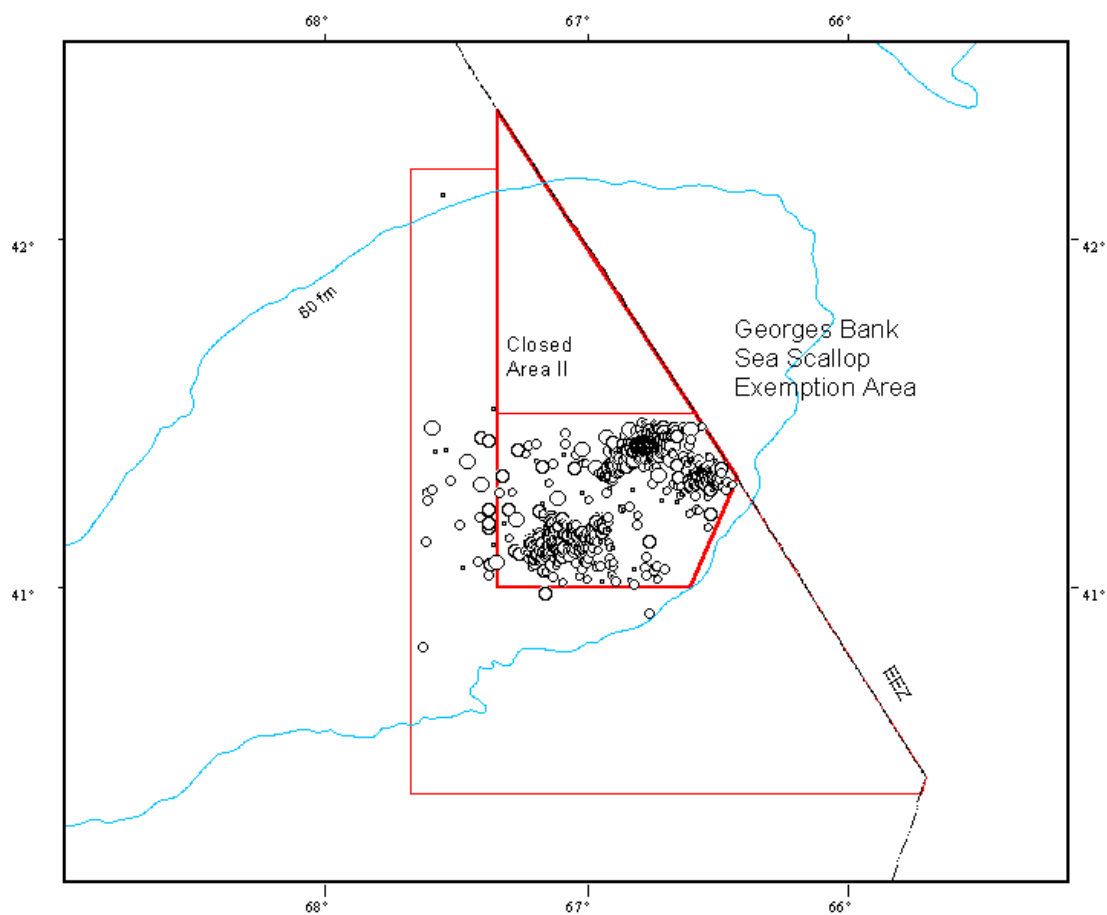 68° 67° 66°
42° 42°
60 fm
Georges Bank
Sea Scallop
Exemption Area
Closed
Area II
41° 41°
EEZ
68° 67° 66°